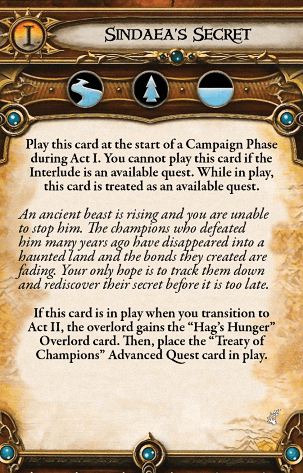 I
Sindaea's Secret
Play this card at the start of a Campaign Phase
during Act I. You cannot play this card if the
Interlude is an available quest. While in play,
this card is treated as an available quest.
An ancient beast is rising and you are unable
to stop him. The champions who defeated
him many years ago have disappeared into a
haunted land and the bonds they created are
fading. Your only hope is to track them down
and rediscover their secret before it is too late.
If this card is in play when you transition to
Act II, the overlord gains the “Hag's Hunger”
Overlord card. Then, place the “Treaty of
Champions” Advanced Quest card in play.